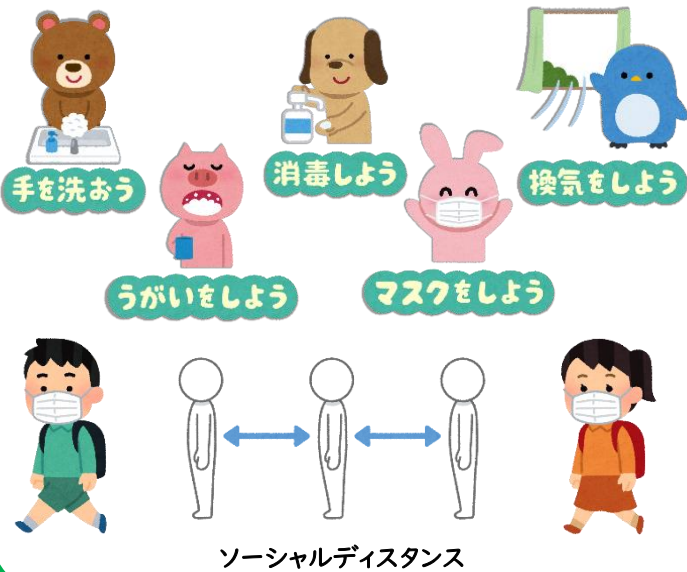 手を洗おう
消毒しよう
換気をしよう
うがいをしよう
マスクをしよう
ソーシャルディスタンス